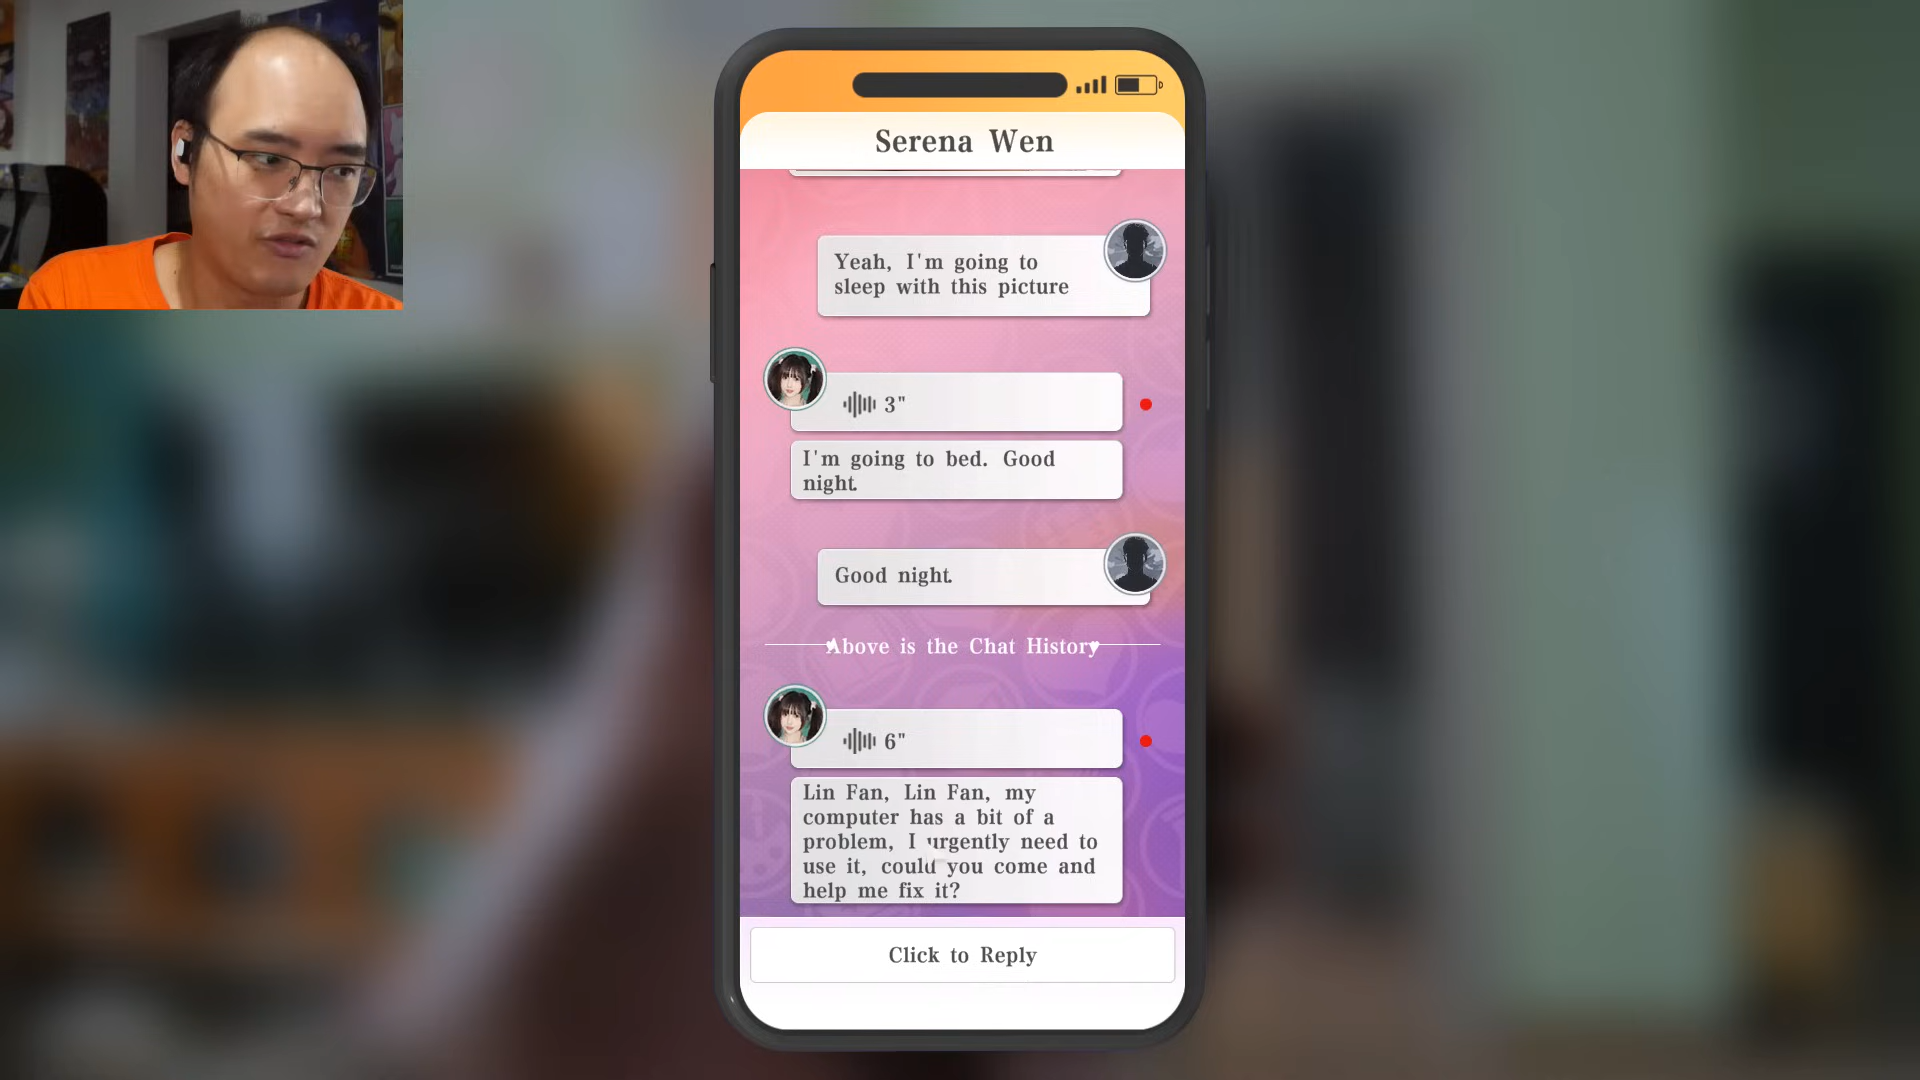 Serena Wen
Yeah, I'm going to
sleep with this picture
3"
I'm going to bed. Good
night.
Good night.
Above is the Chat History
6"
Lin Fan, Lin Fan, my
computer has a bit of a
problem, I urgently need to
use it, could you come and
help me fix it?
Click to Reply